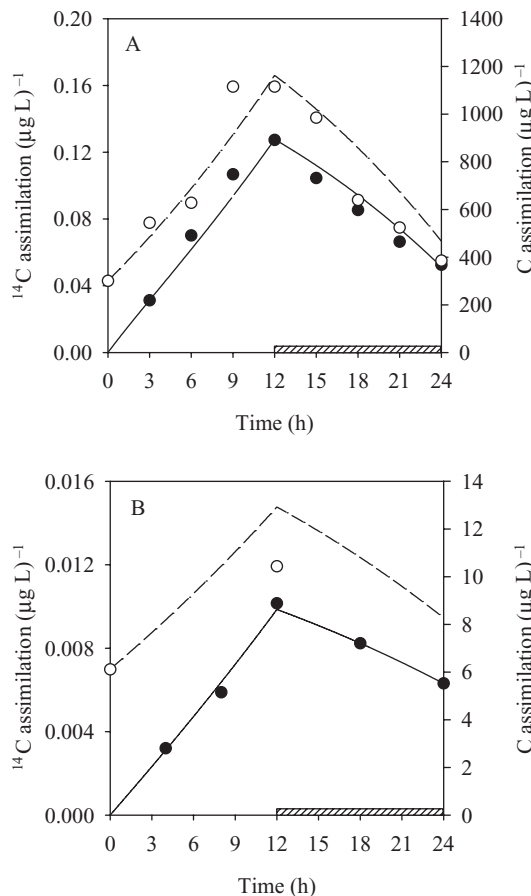 A
0.20
0.16
0.12
0.08
0.04
0.00
¹⁴C assimilation (µg L)⁻¹
1400
1200
1000
800
600
400
200
0
C assimilation (µg L)⁻¹
0 3 6 9 12 15 18 21 24
Time (h)
B
0.016
0.012
0.008
0.004
0.000
¹⁴C assimilation (µg L)⁻¹
14
12
10
8
6
4
2
0
C assimilation (µg L)⁻¹
0 3 6 9 12 15 18 21 24
Time (h)